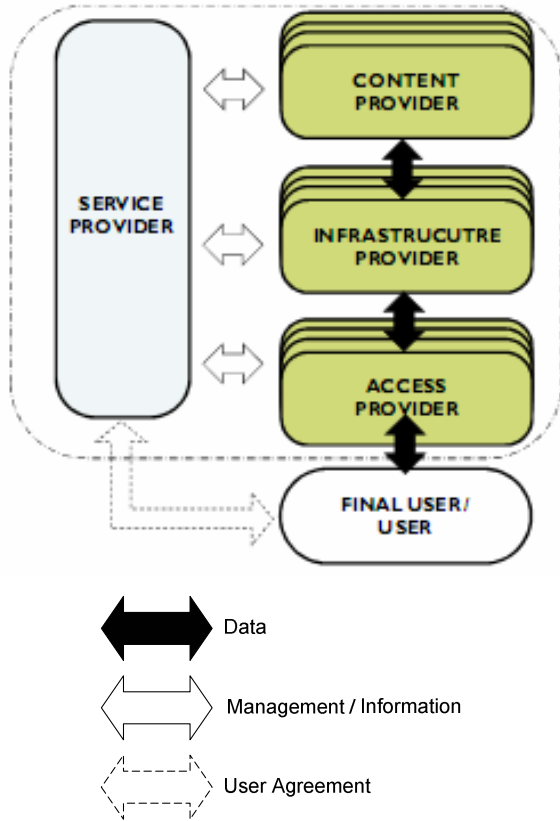 CONTENT
PROVIDER
SERVICE
PROVIDER
INFRASTRUCUTRE
PROVIDER
ACCESS
PROVIDER
FINAL USER/
USER
Data
Management / Information
User Agreement